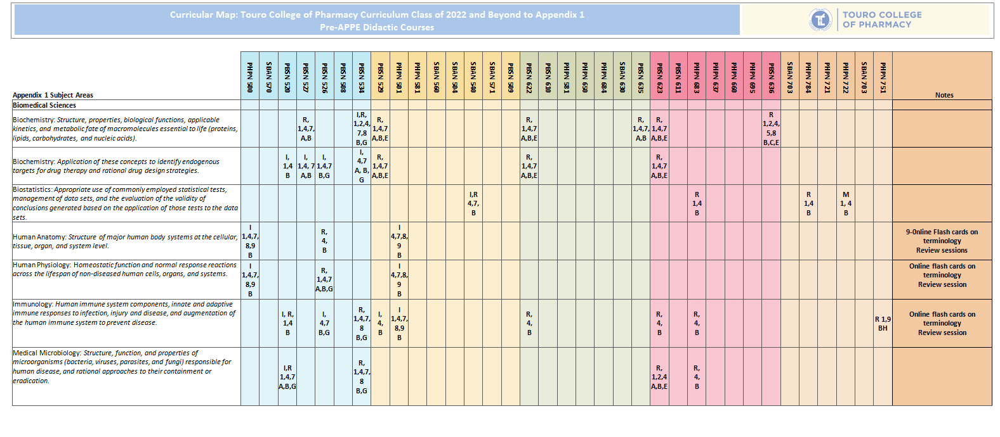 Curricular Map: Touro College of Pharmacy Curriculum Class of 2022 and Beyond to Appendix 1
Pre-APPE Didactic Courses
TOURO COLLEGE
OF PHARMACY
Appendix 1 Subject Areas
PHPN 500
SBAN 570
PBSN 520
PBSN 527
PBSN 526
PBSN 508
PBSN 534
PBSN 529
PHPN 501
PHPN 581
SBAN 560
SBAN 504
SBAN 540
SBAN 571
PBSN 509
PBSN 622
PBSN 610
PHPN 581
PHPN 650
PHPN 684
SBAN 630
PBSN 635
PBSN 623
PBSN 611
PHPN 683
PHPN 637
PHPN 660
PHPN 695
PBSN 636
SBAN 703
PHPN 784
PHPN 721
PHPN 722
SBAN 703
PHPN 751
Notes
Biomedical Sciences
Biochemistry: Structure, properties, biological functions, applicable
kinetics, and metabolic fate of macromolecules essential to life (proteins,
lipids, carbohydrates, and nucleic acids).
R,
1,4,7,
A,B
I,R,
1,2,4,
7,8
B,G
R,
1,4,7
A,B,E
R,
1,4,7
A,B,E
R,
1,4,7,
A,B
R,
1,4,7
A,B,E
R
1,2,4,
5,8
B,C,E
Biochemistry: Application of these concepts to identify endogenous
targets for drug therapy and rational drug design strategies.
I,
1,4
B
I,
1,4, 7
A,B
I,
1,4,7
B,G
I,
4,7
A, B,
G
R,
1,4,7
A,B,E
R,
1,4,7
A,B,E
R,
1,4,7
A,B,E
Biostatistics: Appropriate use of commonly employed statistical tests,
management of data sets, and the evaluation of the validity of
conclusions generated based on the application of those tests to the data
sets.
I,R
4,7,
B
R
1,4
B
R
1,4
B
M
1, 4
B
Human Anatomy: Structure of major human body systems at the cellular,
tissue, organ, and system level.
I
1,4,7,
8,9
B
R,
4,
B
I
4,7,8,
9
B
9-Online Flash cards on
terminology
Review sessions
Human Physiology: Homeostatic function and normal response reactions
across the lifespan of non-diseased human cells, organs, and systems.
I
1,4,7,
8,9
B
R,
1,4,7
A,B,G
I
4,7,8,
9
B
Online flash cards on
terminology
Review session
Immunology: Human immune system components, innate and adaptive
immune responses to infection, injury and disease, and augmentation of
the human immune system to prevent disease.
I, R,
1,4
B
I,
4,7
B,G
R,
1,4,7,
8
B,G
I,
4,
B
I
1,4,7,
8,9
B
R,
4,
B
R,
4,
B
R,
4,
B
R 1,9
BH
Online flash cards on
terminology
Review session
Medical Microbiology: Structure, function, and properties of
microorganisms (bacteria, viruses, parasites, and fungi) responsible for
human disease, and rational approaches to their containment or
eradication.
I,R
1,4,7
A,B,G
R,
1,4,7,
8
B,G
R,
1,2,4
A,B,E
R,
4,
B